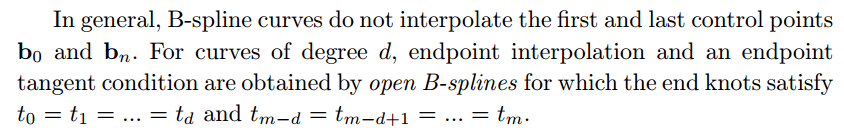 In general, B-spline curves do not interpolate the first and last control points
b₀ and bₙ. For curves of degree d, endpoint interpolation and an endpoint
tangent condition are obtained by open B-splines for which the end knots satisfy
t₀ = t₁ = ... = t_d and t_{m−d} = t_{m−d+1} = ... = t_m.